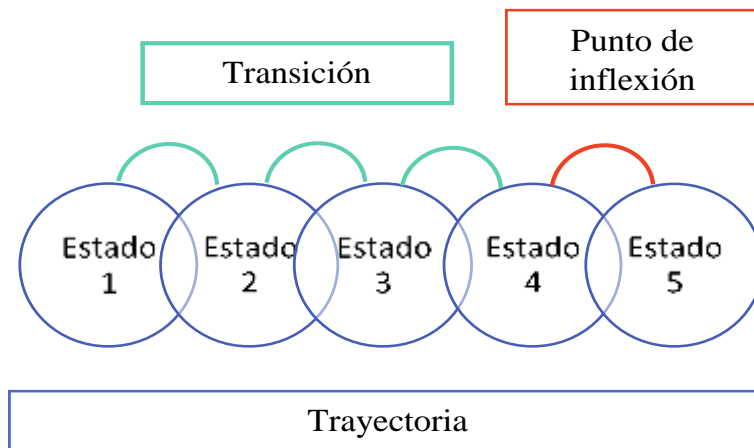 Transición
Punto de
inflexión
Estado
1
Estado
2
Estado
3
Estado
4
Estado
5
Trayectoria